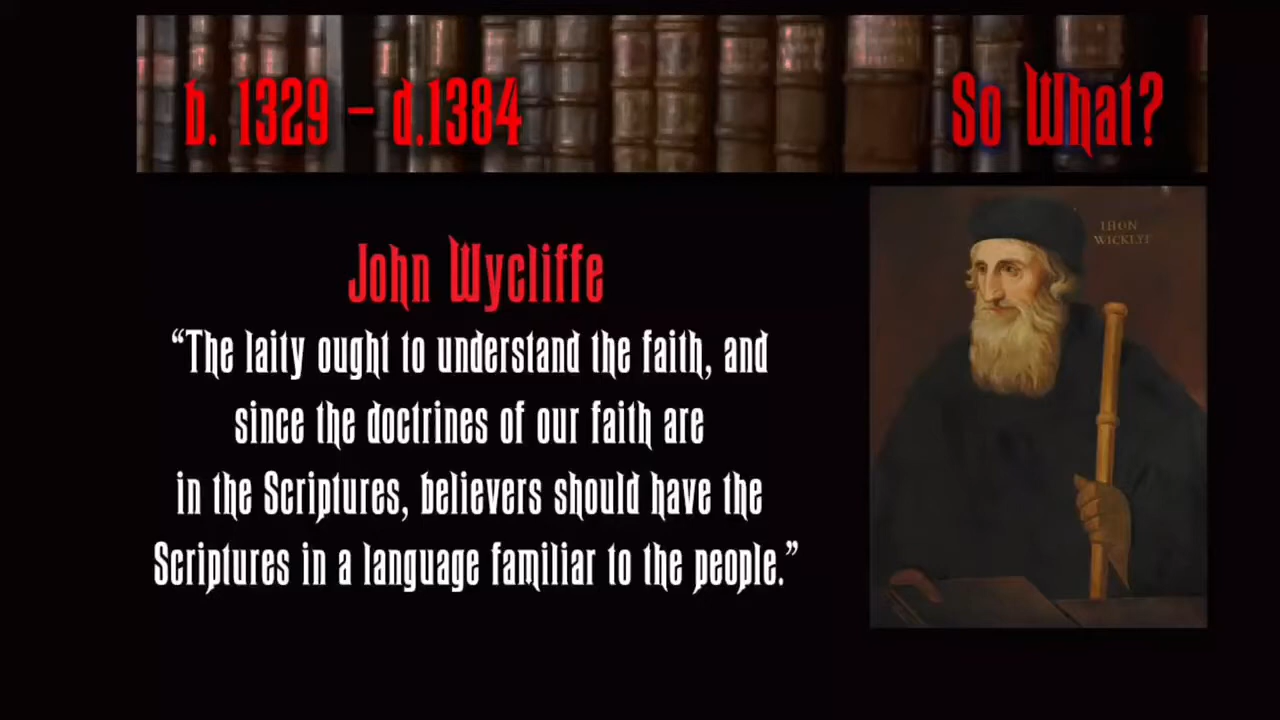 b. 1329 – d.1384
So What?
John Wycliffe
“The laity ought to understand the faith, and
since the doctrines of our faith are
in the Scriptures, believers should have the
Scriptures in a language familiar to the people.”
WICKLIF